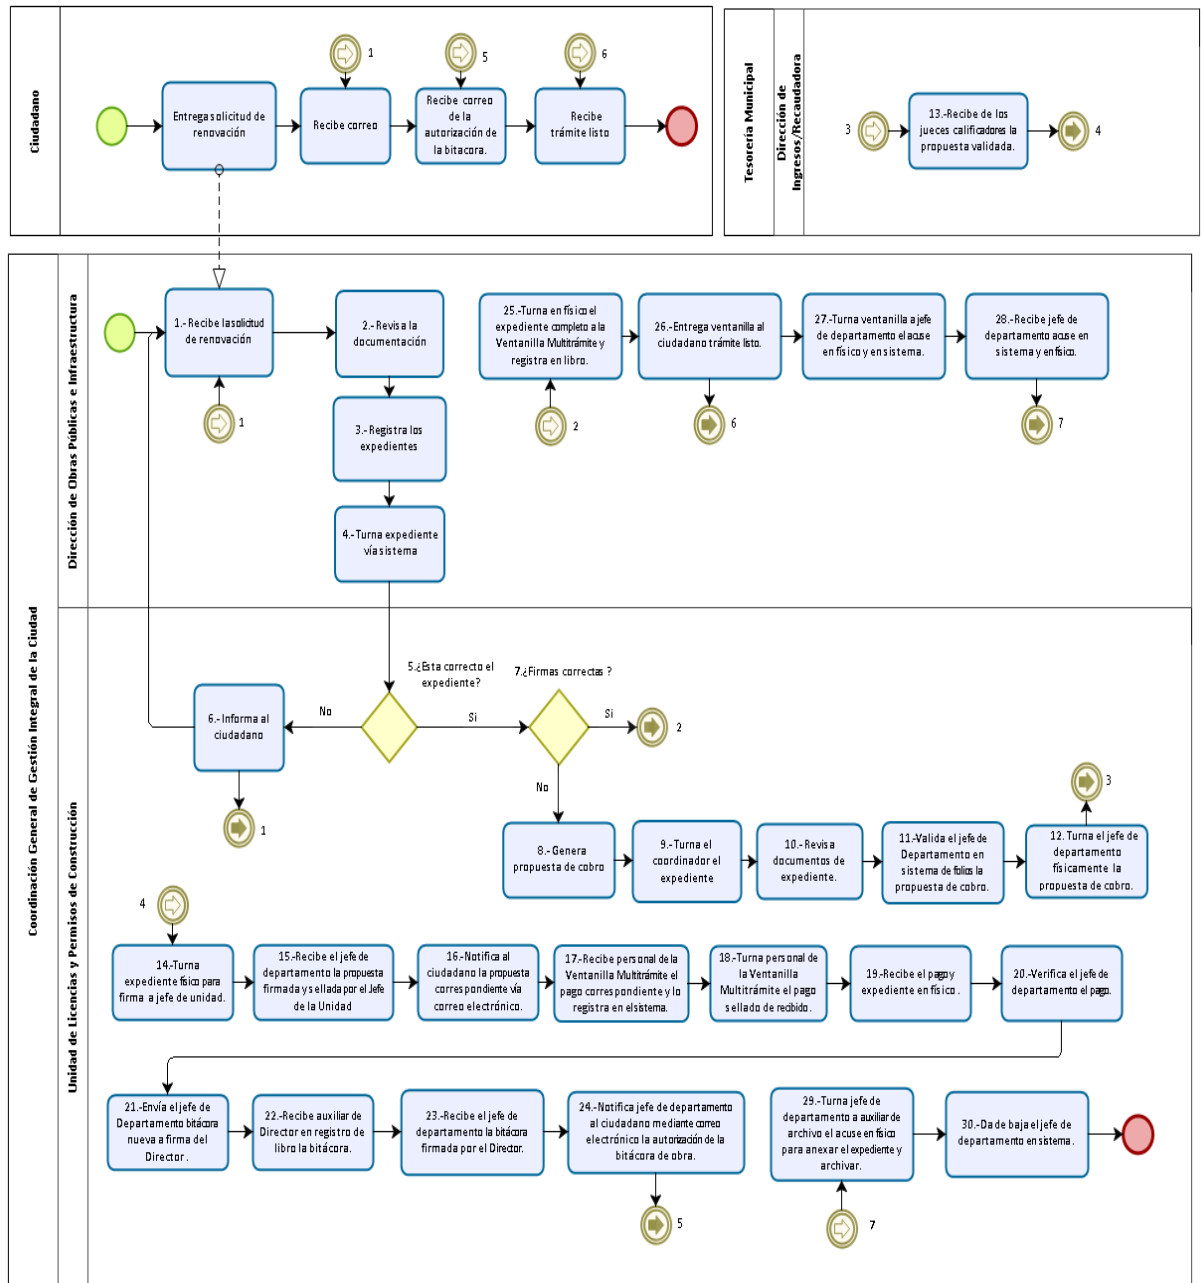 Ciudadano
1
5
6
Entrega solicitud de
renovación
Recibe correo
Recibe correo
de la
autorización de
la bitacora.
Recibe
trámite listo
Tesorería Municipal
Dirección de
Ingresos/Recaudadora
3
13.-Recibe de los
jueces calificadores la
propuesta validada.
4
Coordinación General de Gestión Integral de la Ciudad
Dirección de Obras Públicas e Infraestructura
1.- Recibe la solicitud
de renovación
2.- Revisa la
documentación
25.-Turna en físico el
expediente completo a la
Ventanilla Multitrámite y
registra en libro.
26.-Entrega ventanilla al
ciudadano trámite listo.
27.-Turna ventanilla a jefe
de departamento el acuse
en físico y en sistema.
28.-Recibe jefe de
departamento acuse en
sistema y en físico.
1
2
6
7
3.- Registra los
expedientes
4.-Turna expediente
vía sistema
Unidad de Licencias y Permisos de Construcción
5.¿Esta correcto el
expediente?
7.¿Firmas correctas ?
6.- Informa al
ciudadano
No
Si
Si
2
No
1
3
8.- Genera
propuesta de cobro
9.-Turna el
coordinador el
expediente
10.- Revisa
documentos de
expediente.
11.-Valida el jefe de
Departamento en
sistema de folios la
propuesta de cobro.
12. Turna el jefe de
departamento
físicamente la
propuesta de cobro.
4
14.-Turna
expediente físico para
firma a jefe de unidad.
15.-Recibe el jefe de
departamento la propuesta
firmada y sellada por el Jefe
de la Unidad
16.-Notifica al
ciudadano la propuesta
correspondiente vía
correo electrónico.
17.-Recibe personal de la
Ventanilla Multitrámite el
pago correspondiente y lo
registra en el sistema.
18.-Turna personal de
la Ventanilla
Multitrámite el pago
sellado de recibido.
19.-Recibe el pago y
expediente en físico .
20.-Verifica el jefe de
departamento el pago.
21.-Envía el jefe de
Departamento bitácora
nueva a firma del
Director .
22.-Recibe auxiliar de
Director en registro de
libro la bitácora.
23.-Recibe el jefe de
departamento la bitácora
firmada por el Director.
24.-Notifica jefe de departamento
al ciudadano mediante correo
electrónico la autorización de la
bitácora de obra.
29.-Turna jefe de
departamento a auxiliar de
archivo el acuse en físico
para anexar el expediente y
archivar.
30.-Da de baja el jefe de
departamento en sistema.
5
7